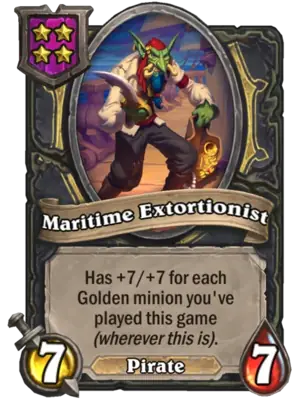 Maritime Extortionist
Has +7/+7 for each
Golden minion you've
played this game
(wherever this is).
7
Pirate
7